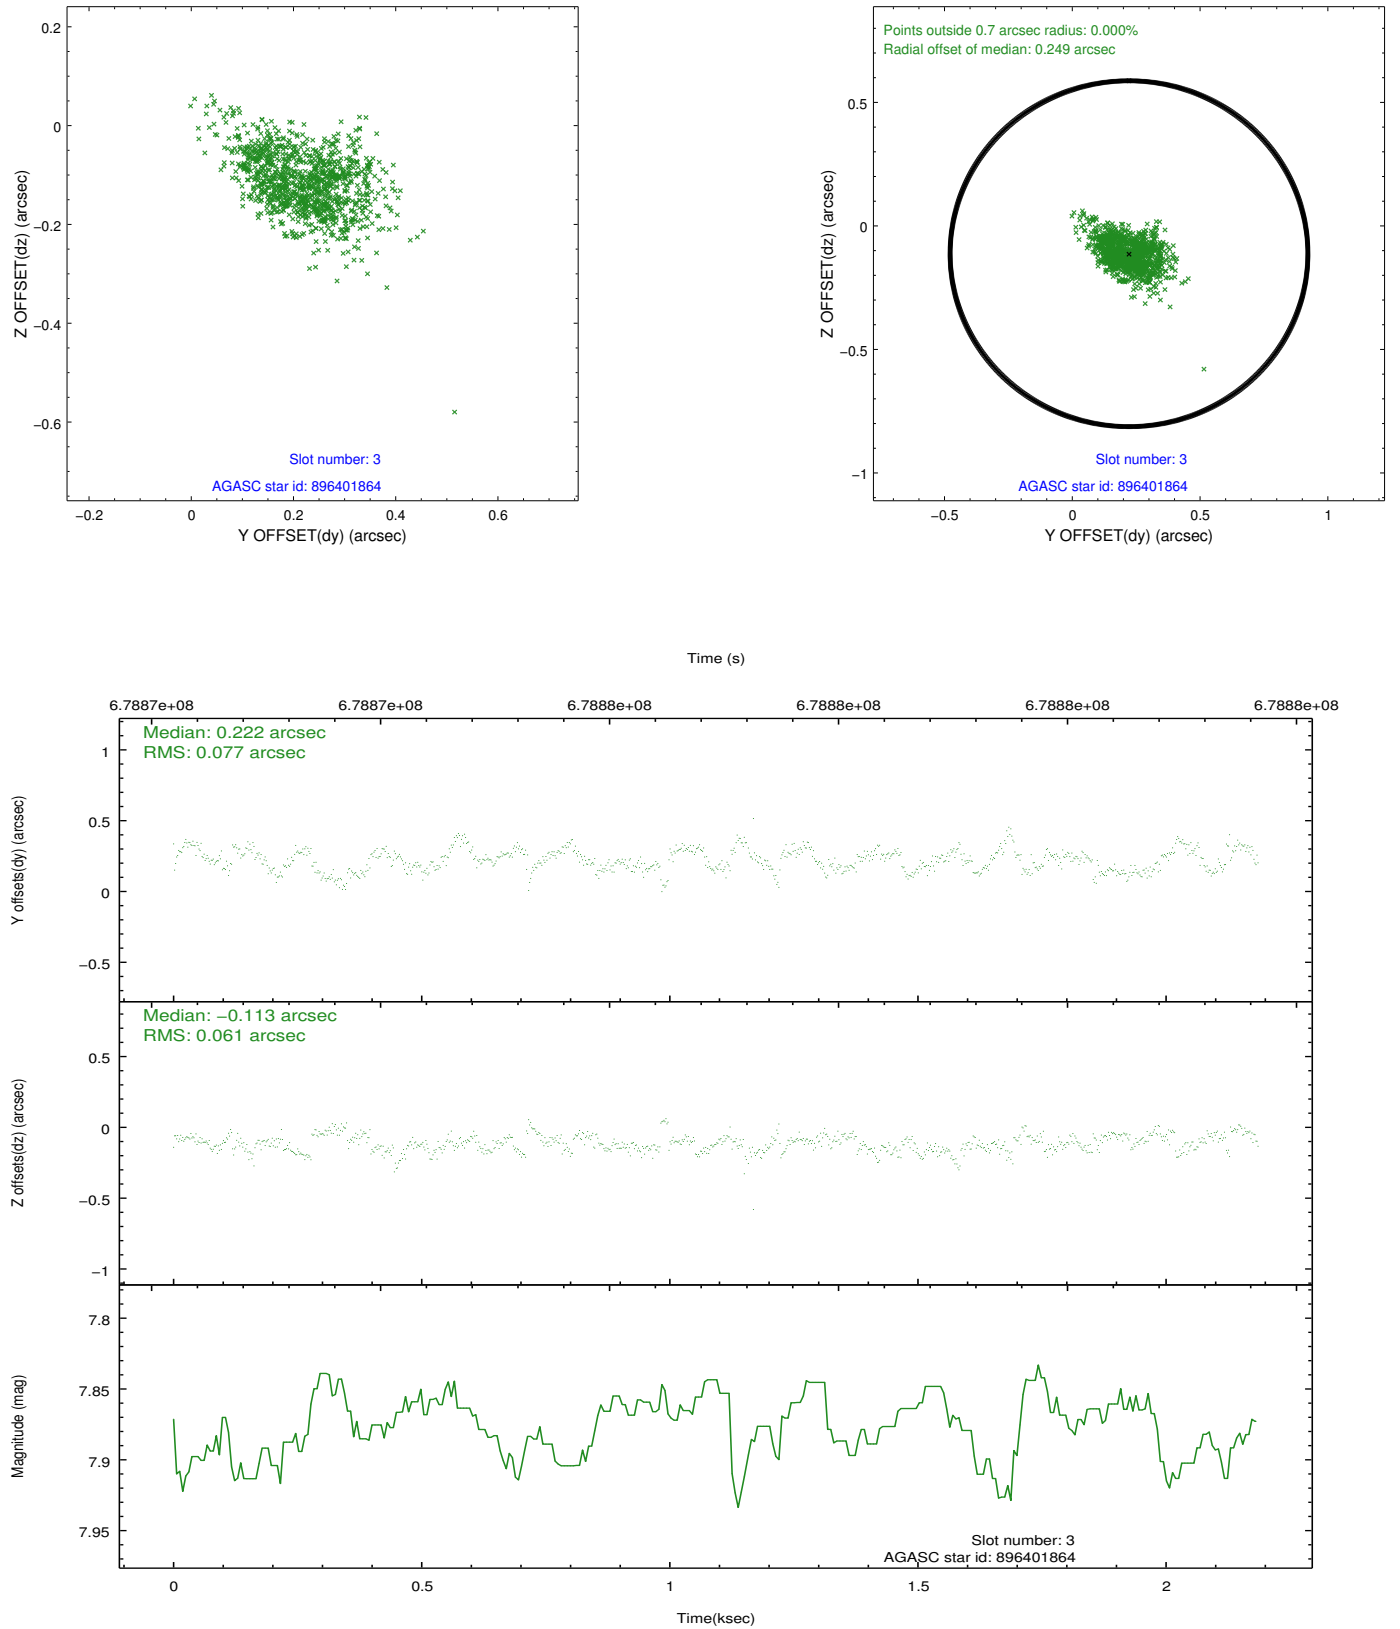 0.2
0
−0.2
−0.4
−0.6
Z OFFSET(dz) (arcsec)
Slot number: 3
AGASC star id: 896401864
−0.2 0 0.2 0.4 0.6
Y OFFSET(dy) (arcsec)
Points outside 0.7 arcsec radius: 0.000%
Radial offset of median: 0.249 arcsec
0.5
0
−0.5
−1
Z OFFSET(dz) (arcsec)
Slot number: 3
AGASC star id: 896401864
−0.5 0 0.5 1
Y OFFSET(dy) (arcsec)
Time (s)
6.7887e+08 6.7887e+08 6.7888e+08 6.7888e+08 6.7888e+08 6.7888e+08
Median: 0.222 arcsec
RMS: 0.077 arcsec
1
0.5
0
−0.5
Y offsets(dy) (arcsec)
Median: −0.113 arcsec
RMS: 0.061 arcsec
0.5
0
−0.5
−1
Z offsets(dz) (arcsec)
7.8
7.85
7.9
7.95
Magnitude (mag)
Slot number: 3
AGASC star id: 896401864
0 0.5 1 1.5 2
Time(ksec)